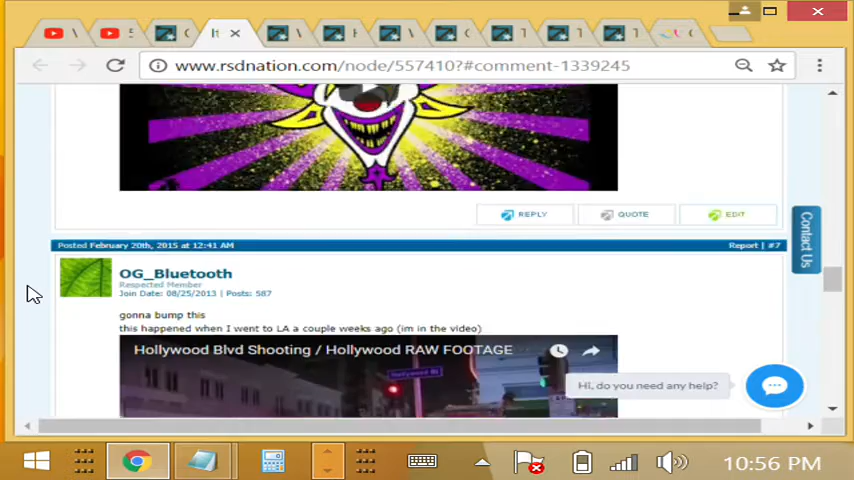 www.rsdnation.com/node/557410?#comment-1339245
REPLY QUOTE EDIT
Contact Us
Posted February 20th, 2015 at 12:41 AM Report | #7
OG_Bluetooth
Respected Member
Join Date: 08/25/2013 | Posts: 587
gonna bump this
this happened when I went to LA a couple weeks ago (im in the video)
Hollywood Blvd Shooting / Hollywood RAW FOOTAGE
Hi, do you need any help?
10:56 PM